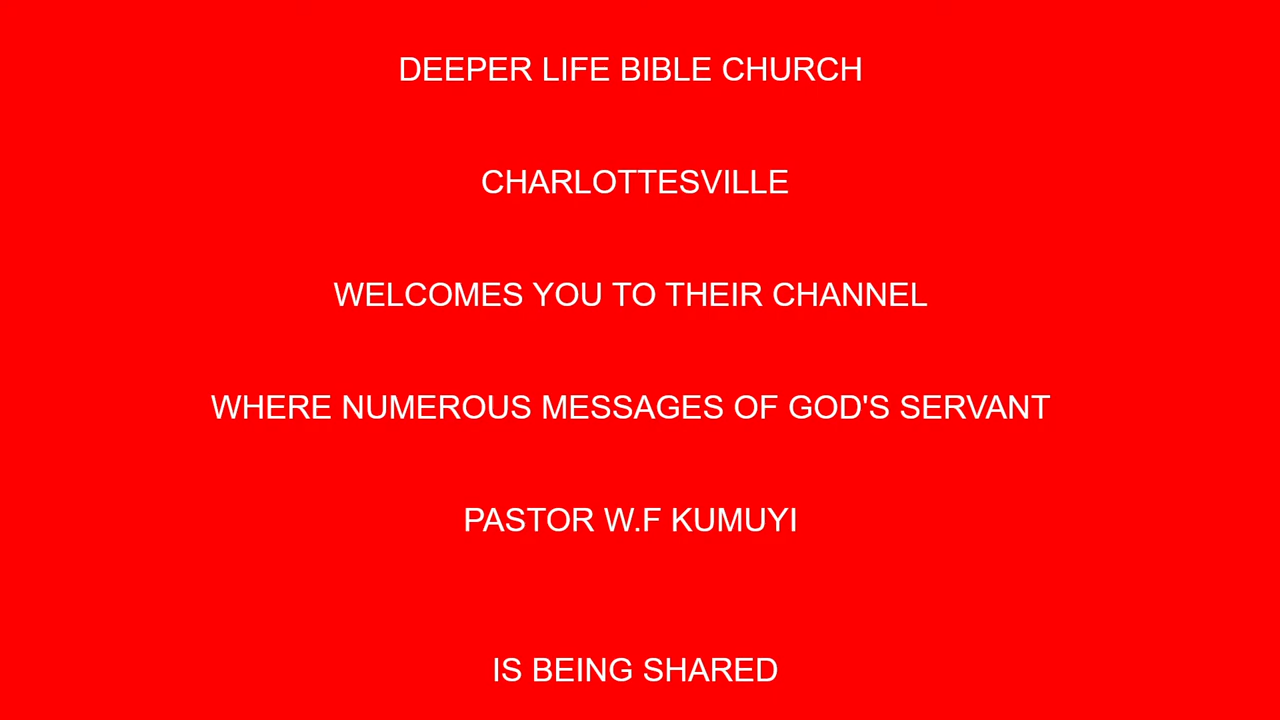 DEEPER LIFE BIBLE CHURCH
CHARLOTTESVILLE
WELCOMES YOU TO THEIR CHANNEL
WHERE NUMEROUS MESSAGES OF GOD'S SERVANT
PASTOR W.F KUMUYI
IS BEING SHARED